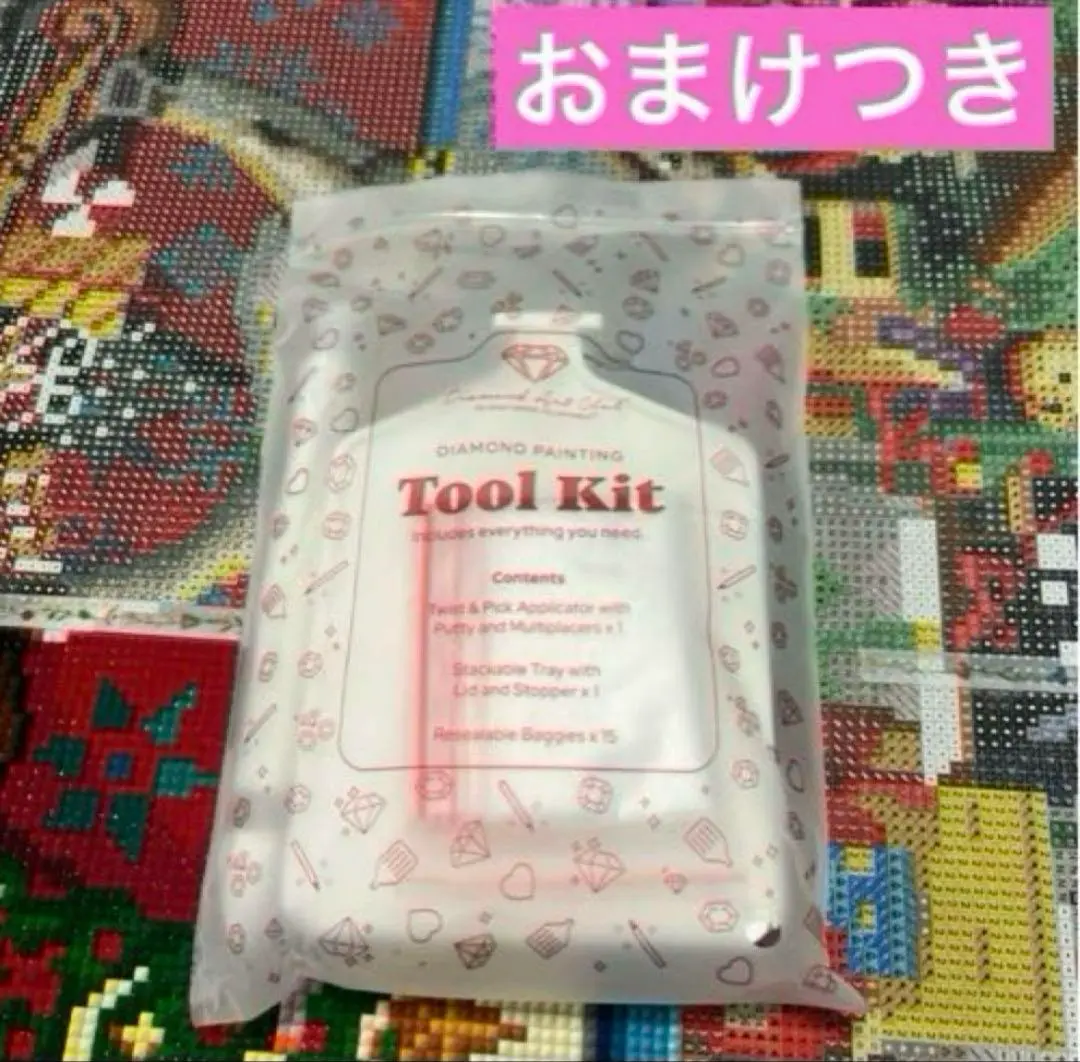 おまけつき
DIAMOND PAINTING
Tool Kit
Includes everything you need.
Contents
Twist & Pick Applicator with
Putty and Multiplacers x 1
Stackable Tray with
Lid and Stopper x 1
Resealable Baggies x 15